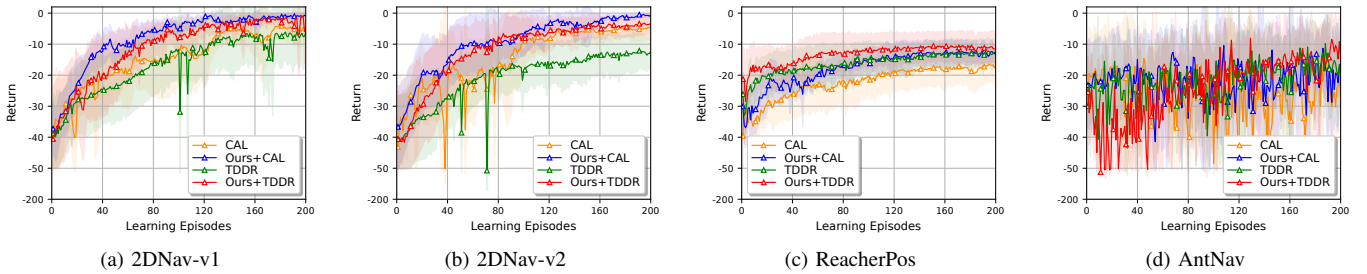 0
-10
-20
-30
-40
-50
-200
Return
0 40 80 120 160 200
Learning Episodes
CAL
Ours+CAL
TDDR
Ours+TDDR
(a) 2DNav-v1
0
-10
-20
-30
-40
-50
-200
Return
0 40 80 120 160 200
Learning Episodes
CAL
Ours+CAL
TDDR
Ours+TDDR
(b) 2DNav-v2
0
-10
-20
-30
-40
-50
-200
Return
0 40 80 120 160 200
Learning Episodes
CAL
Ours+CAL
TDDR
Ours+TDDR
(c) ReacherPos
0
-10
-20
-30
-40
-50
-200
Return
0 40 80 120 160 200
Learning Episodes
CAL
Ours+CAL
TDDR
Ours+TDDR
(d) AntNav